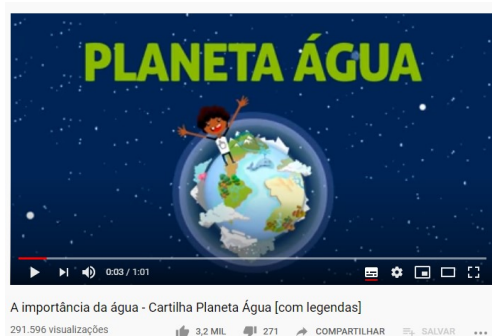 PLANETA ÁGUA
0:03 / 1:01
A importância da água - Cartilha Planeta Água [com legendas]
291.596 visualizações
3,2 MIL
271
COMPARTILHAR
SALVAR